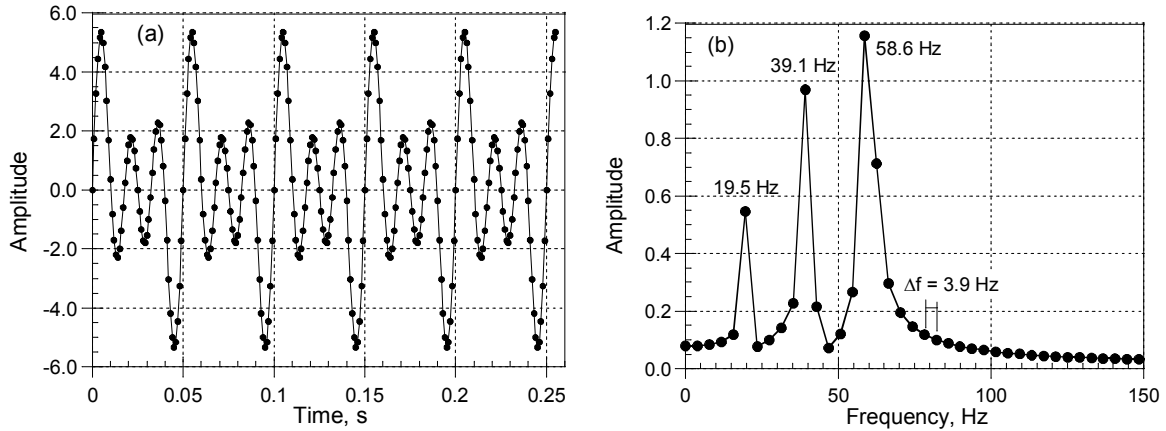 6.0
4.0
2.0
0.0
-2.0
-4.0
-6.0
Amplitude
(a)
0
0.05
0.1
0.15
0.2
0.25
Time, s
1.2
1.0
0.8
0.6
0.4
0.2
0.0
Amplitude
(b)
58.6 Hz
39.1 Hz
19.5 Hz
Δf = 3.9 Hz
0
50
100
150
Frequency, Hz